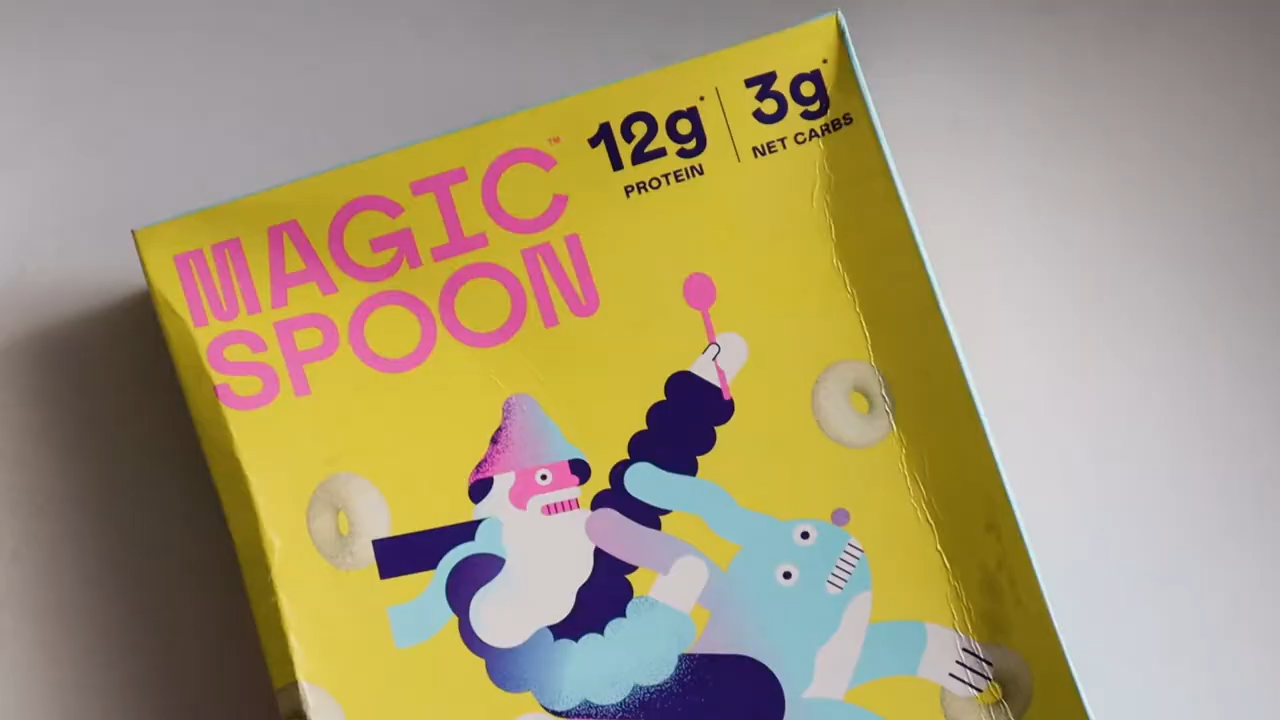 MAGIC™
SPOON
12g*
PROTEIN
3g*
NET CARBS